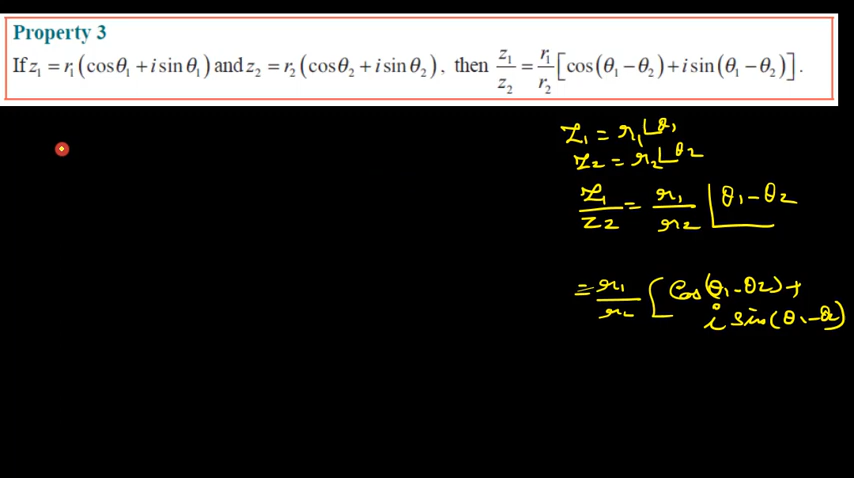 Property 3
If z₁ = r₁(cosθ₁ + i sinθ₁) and z₂ = r₂(cosθ₂ + i sinθ₂), then z₁/z₂ = r₁/r₂ [cos(θ₁ − θ₂) + i sin(θ₁ − θ₂)].
Z₁ = r₁∠θ₁
Z₂ = r₂∠θ₂
Z₁/Z₂ = r₁/r₂ ∠θ₁ − θ₂
= r₁/r₂ [Cos(θ₁ − θ₂) +
i sin(θ₁ − θ₂)